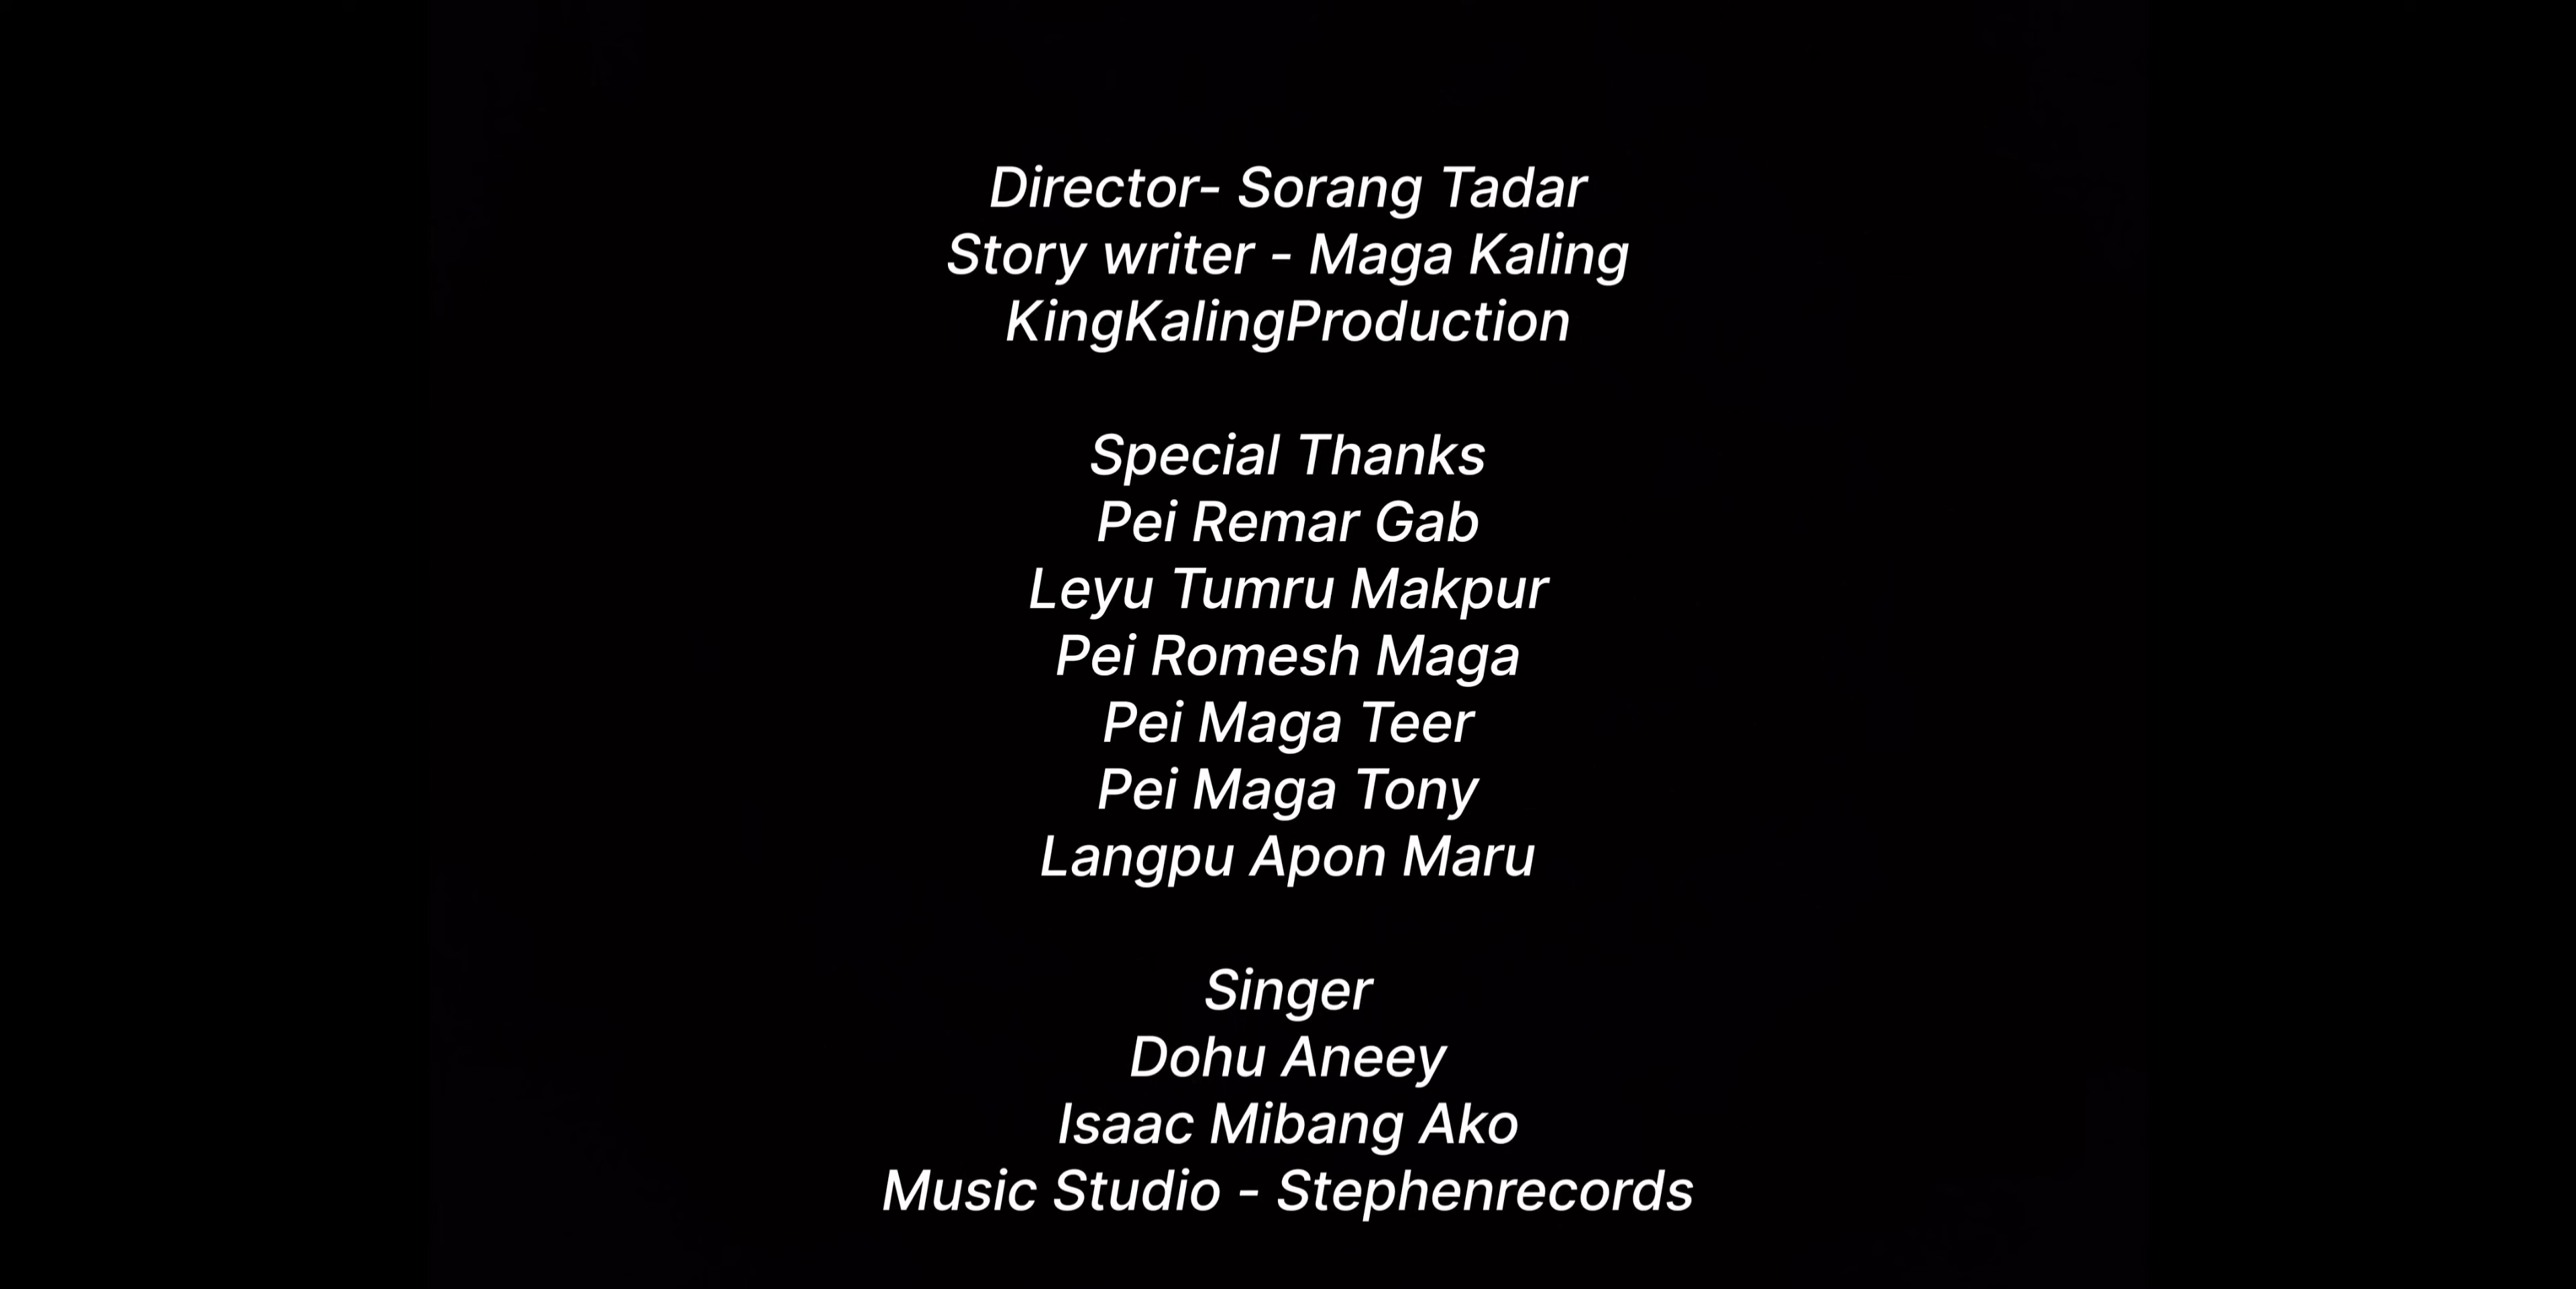 Director- Sorang Tadar
Story writer - Maga Kaling
KingKalingProduction
Special Thanks
Pei Remar Gab
Leyu Tumru Makpur
Pei Romesh Maga
Pei Maga Teer
Pei Maga Tony
Langpu Apon Maru
Singer
Dohu Aneey
Isaac Mibang Ako
Music Studio - Stephenrecords